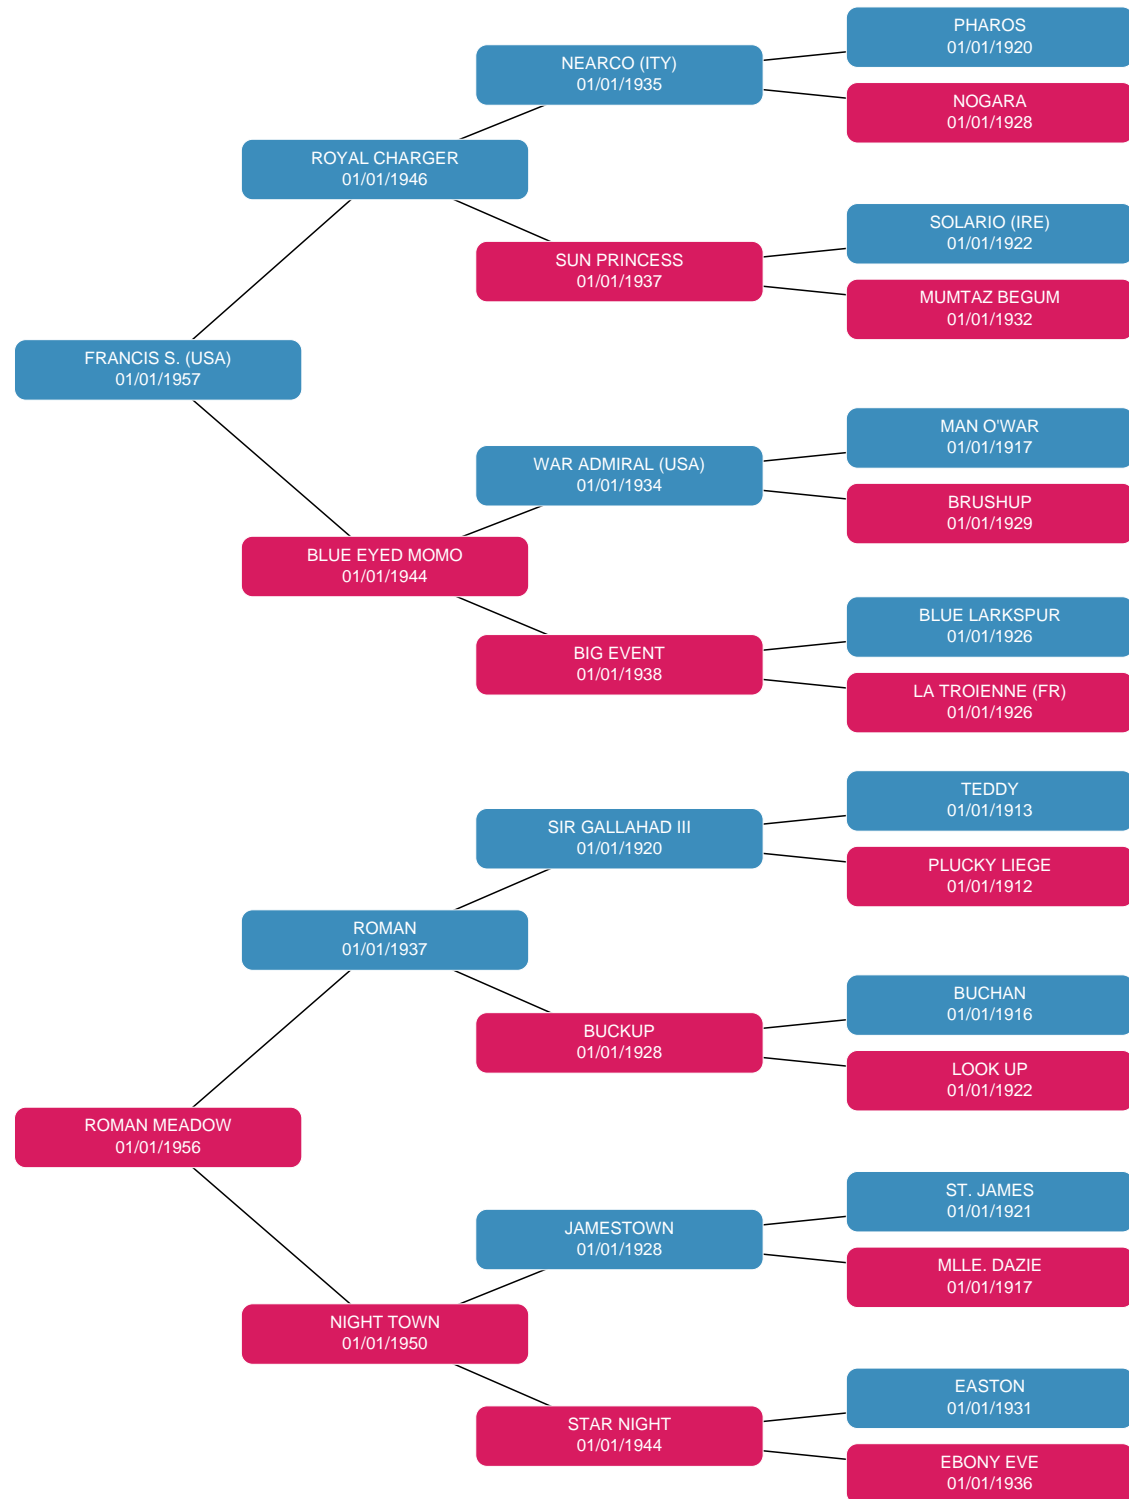 PHAROS
01/01/1920
NEARCO (ITY)
01/01/1935
NOGARA
01/01/1928
ROYAL CHARGER
01/01/1946
SOLARIO (IRE)
01/01/1922
SUN PRINCESS
01/01/1937
MUMTAZ BEGUM
01/01/1932
FRANCIS S. (USA)
01/01/1957
MAN O'WAR
01/01/1917
WAR ADMIRAL (USA)
01/01/1934
BRUSHUP
01/01/1929
BLUE EYED MOMO
01/01/1944
BLUE LARKSPUR
01/01/1926
BIG EVENT
01/01/1938
LA TROIENNE (FR)
01/01/1926
TEDDY
01/01/1913
SIR GALLAHAD III
01/01/1920
PLUCKY LIEGE
01/01/1912
ROMAN
01/01/1937
BUCHAN
01/01/1916
BUCKUP
01/01/1928
LOOK UP
01/01/1922
ROMAN MEADOW
01/01/1956
ST. JAMES
01/01/1921
JAMESTOWN
01/01/1928
MLLE. DAZIE
01/01/1917
NIGHT TOWN
01/01/1950
EASTON
01/01/1931
STAR NIGHT
01/01/1944
EBONY EVE
01/01/1936